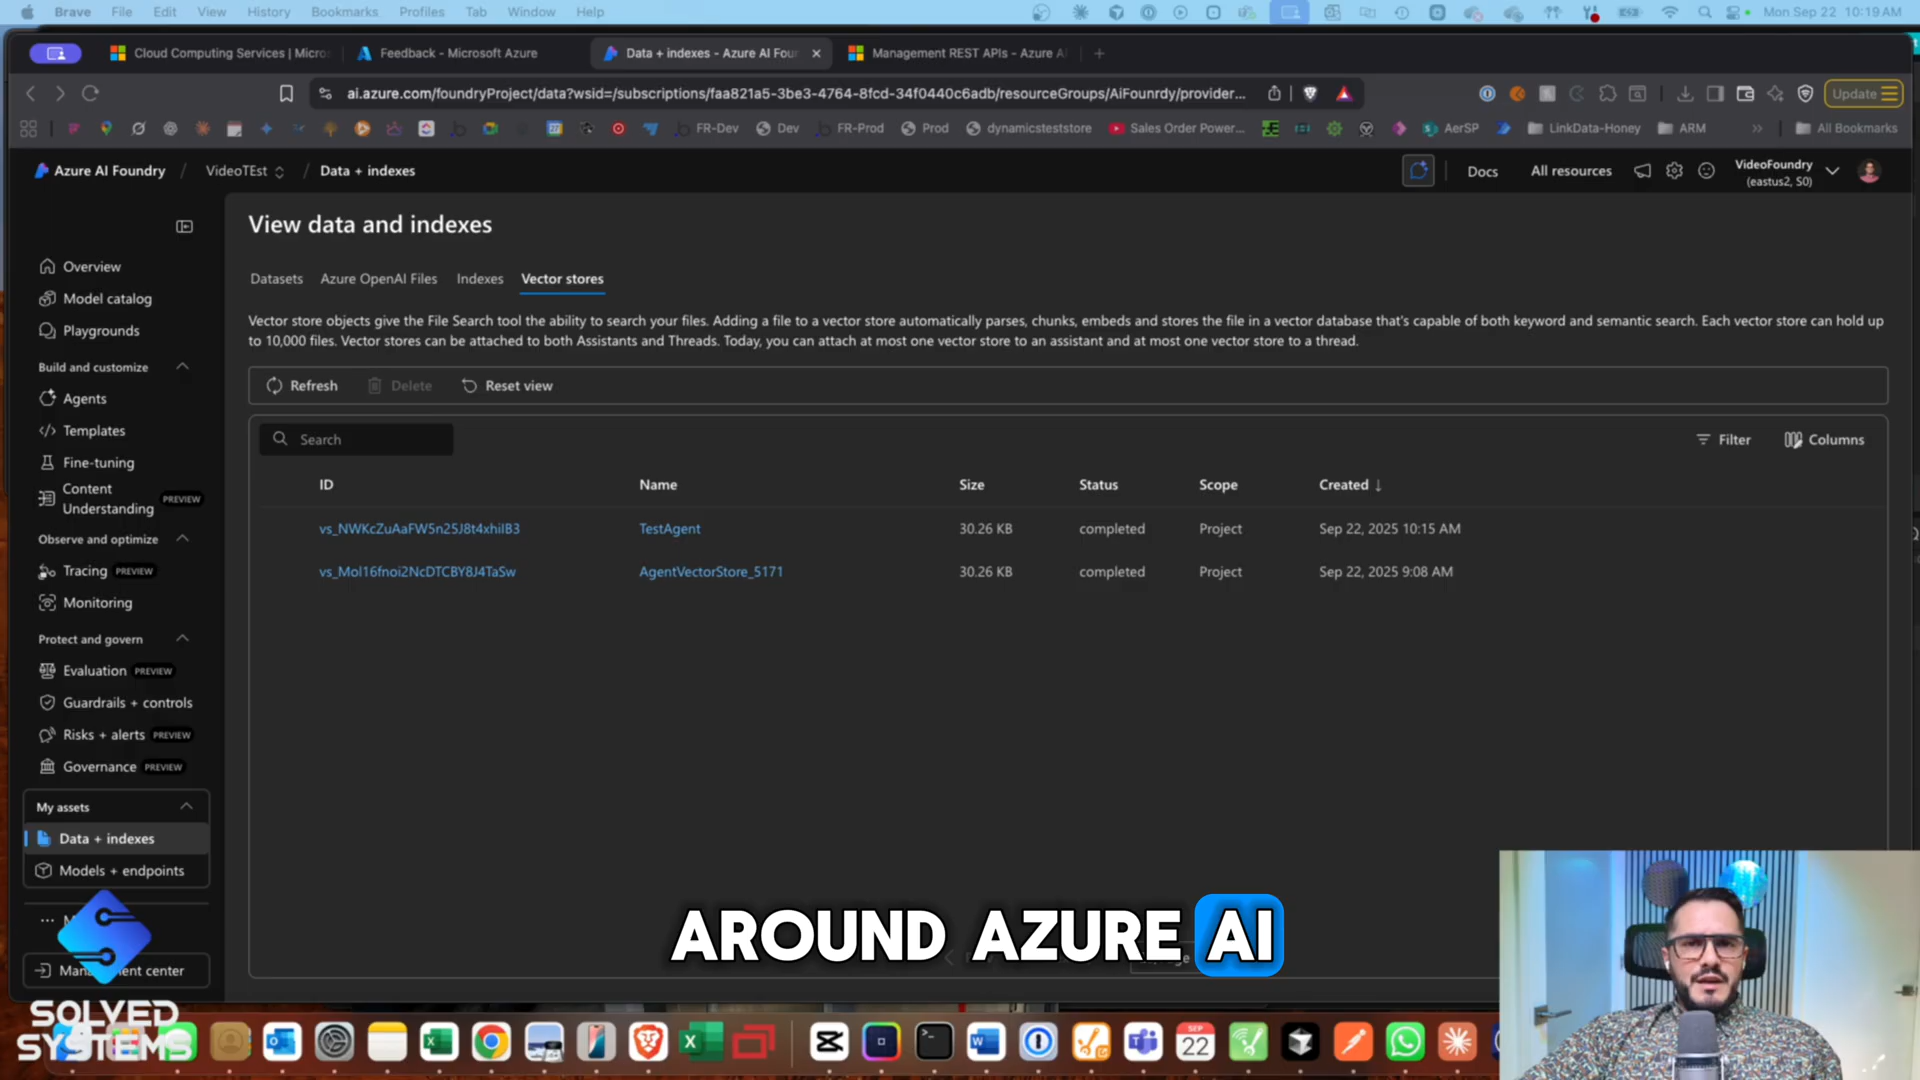 Brave File Edit View History Bookmarks Profiles Tab Window Help Mon Sep 22 10:19 AM
Cloud Computing Services | Micro Feedback - Microsoft Azure Data + indexes - Azure AI Foun Management REST APIs - Azure A
ai.azure.com/foundryProject/data?wsid=/subscriptions/faa821a5-3be3-4764-8fcd-34f0440c6adb/resourceGroups/AiFounrdy/provider... Update
FR-Dev Dev FR-Prod Prod dynamicsteststore Sales Order Power... AerSP LinkData-Honey ARM All Bookmarks
Azure AI Foundry / VideoTEst / Data + indexes Docs All resources VideoFoundry
(eastus2, S0)
View data and indexes
Overview
Model catalog
Playgrounds
Build and customize
Agents
Templates
Fine-tuning
Content
Understanding PREVIEW
Observe and optimize
Tracing PREVIEW
Monitoring
Protect and govern
Evaluation PREVIEW
Guardrails + controls
Risks + alerts PREVIEW
Governance PREVIEW
My assets
Data + indexes
Models + endpoints
Management center
Datasets Azure OpenAI Files Indexes Vector stores
Vector store objects give the File Search tool the ability to search your files. Adding a file to a vector store automatically parses, chunks, embeds and stores the file in a vector database that's capable of both keyword and semantic search. Each vector store can hold up
to 10,000 files. Vector stores can be attached to both Assistants and Threads. Today, you can attach at most one vector store to an assistant and at most one vector store to a thread.
Refresh Delete Reset view
Search Filter Columns
ID Name Size Status Scope Created ↓
vs_NWKcZuAaFW5n25J8t4xhiIB3 TestAgent 30.26 KB completed Project Sep 22, 2025 10:15 AM
vs_Mol16fnoi2NcDTCBY8J4TaSw AgentVectorStore_5171 30.26 KB completed Project Sep 22, 2025 9:08 AM
AROUND AZURE AI
SOLVED
SYSTEMS
SEP
22